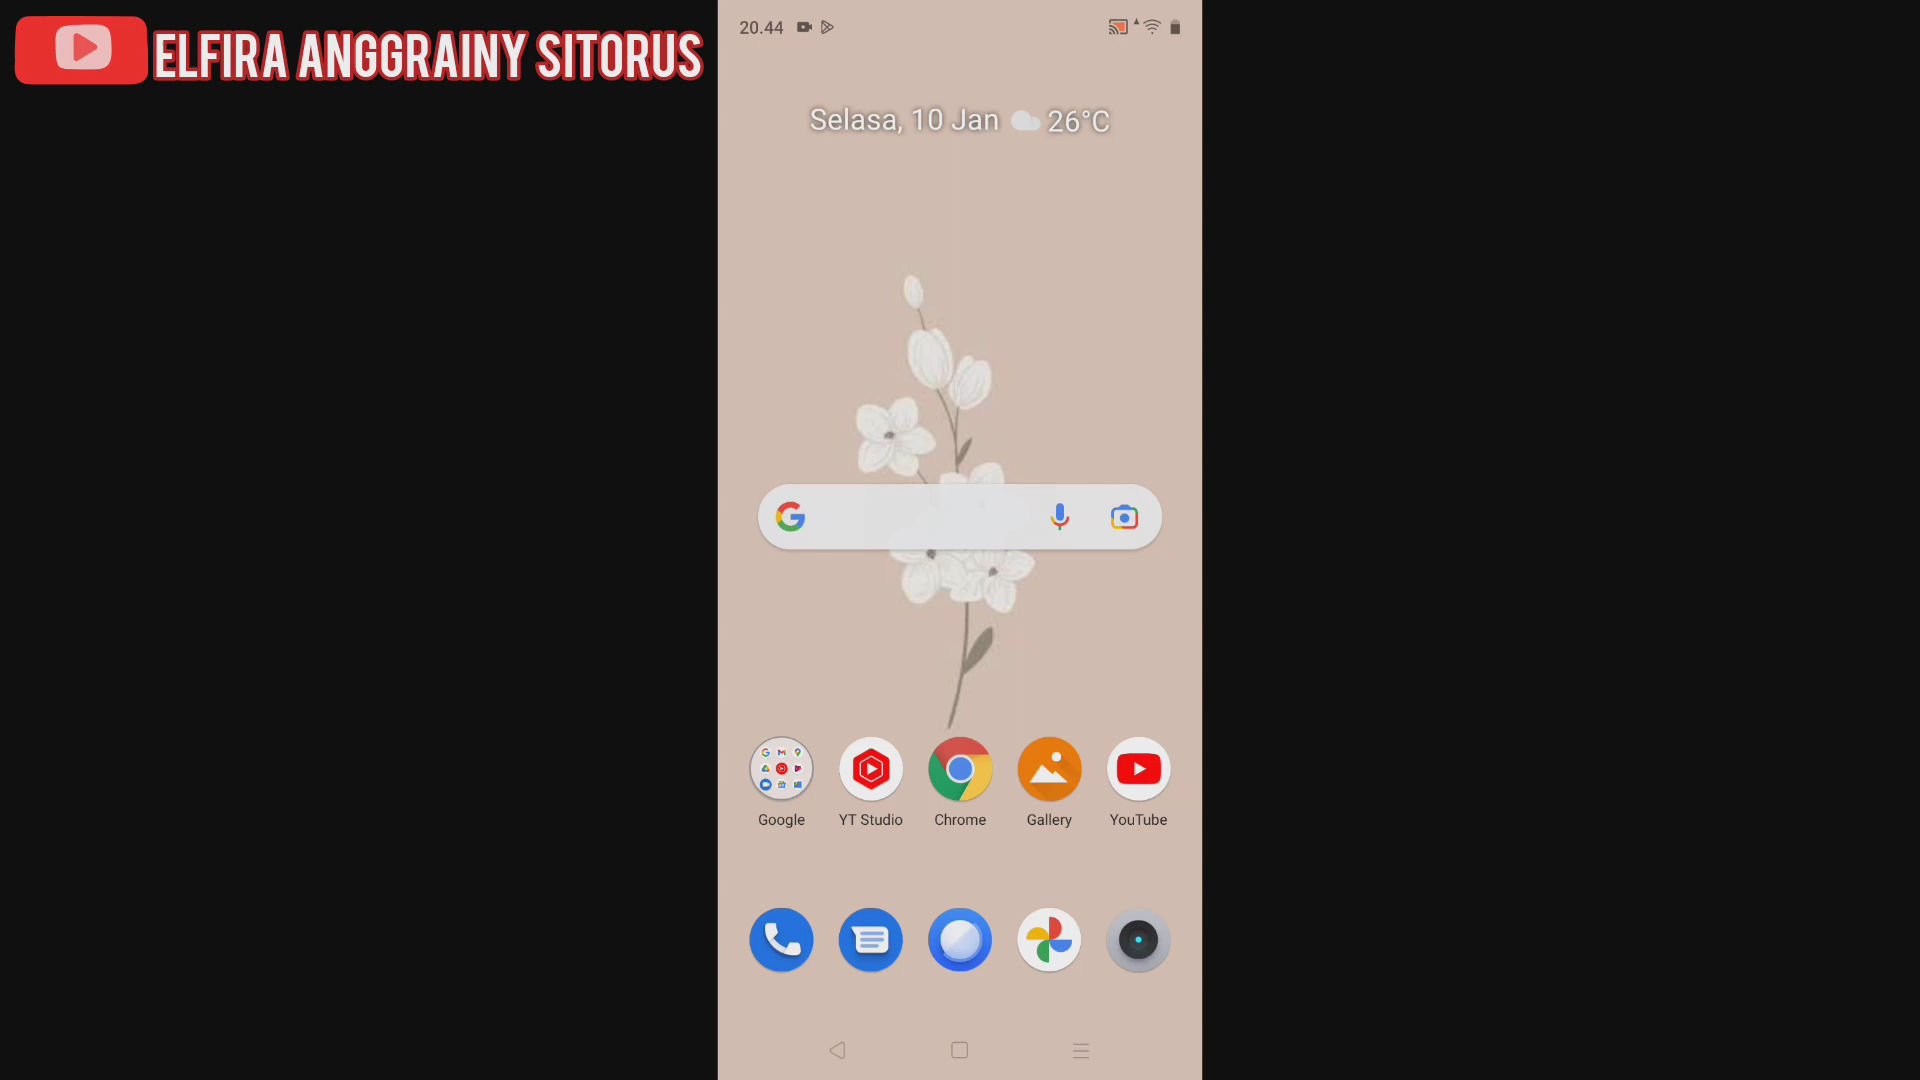 ELFIRA ANGGRAINY SITORUS
20.44
Selasa, 10 Jan 26°C
Google YT Studio Chrome Gallery YouTube